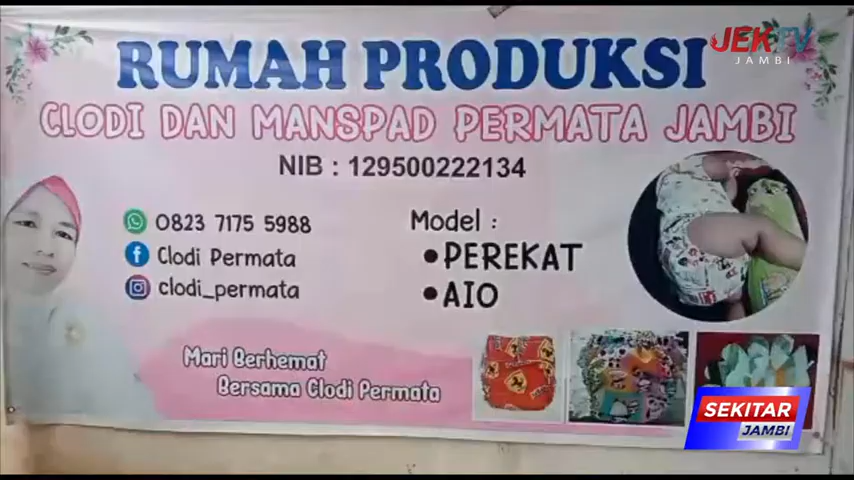 JEKTV
JAMBI
RUMAH PRODUKSI
CLODI DAN MANSPAD PERMATA JAMBI
NIB : 129500222134
0823 7175 5988
Clodi Permata
clodi_permata
Model :
•PEREKAT
•AIO
Mari Berhemat
Bersama Clodi Permata
SEKITAR
JAMBI